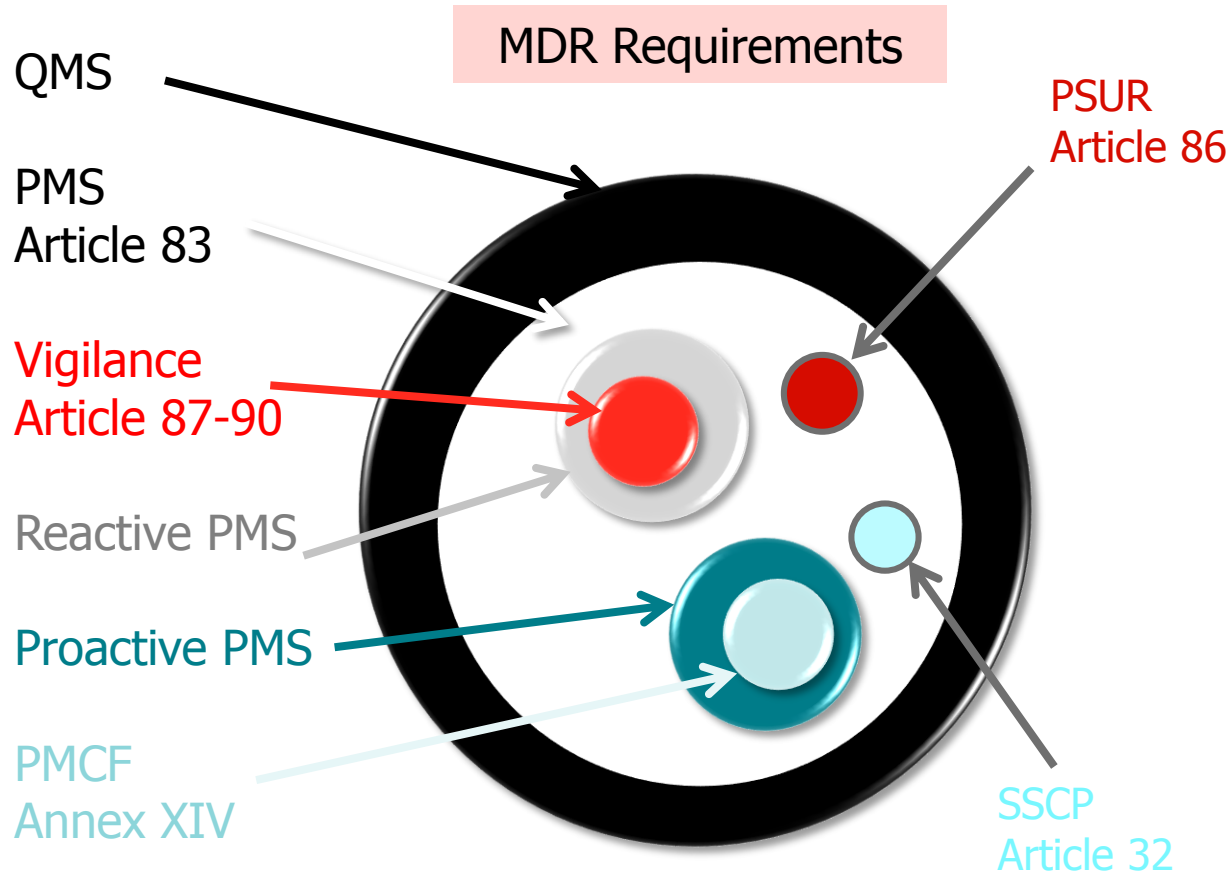 MDR Requirements
QMS
PSUR
Article 86
PMS
Article 83
Vigilance
Article 87-90
Reactive PMS
Proactive PMS
PMCF
Annex XIV
SSCP
Article 32